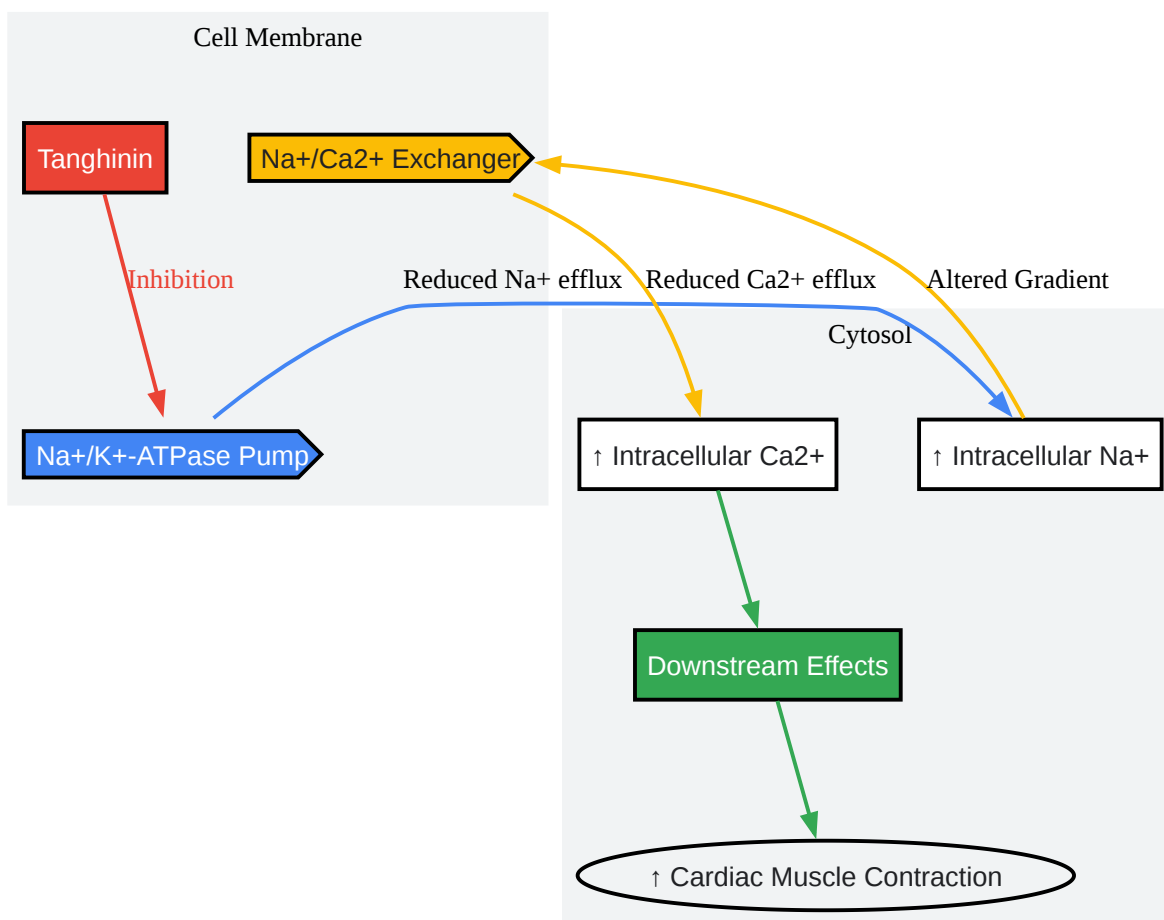 Cell Membrane
Tanghinin
Na+/Ca2+ Exchanger
Inhibition
Reduced Na+ efflux
Reduced Ca2+ efflux
Altered Gradient
Cytosol
Na+/K+-ATPase Pump
↑ Intracellular Ca2+
↑ Intracellular Na+
Downstream Effects
↑ Cardiac Muscle Contraction